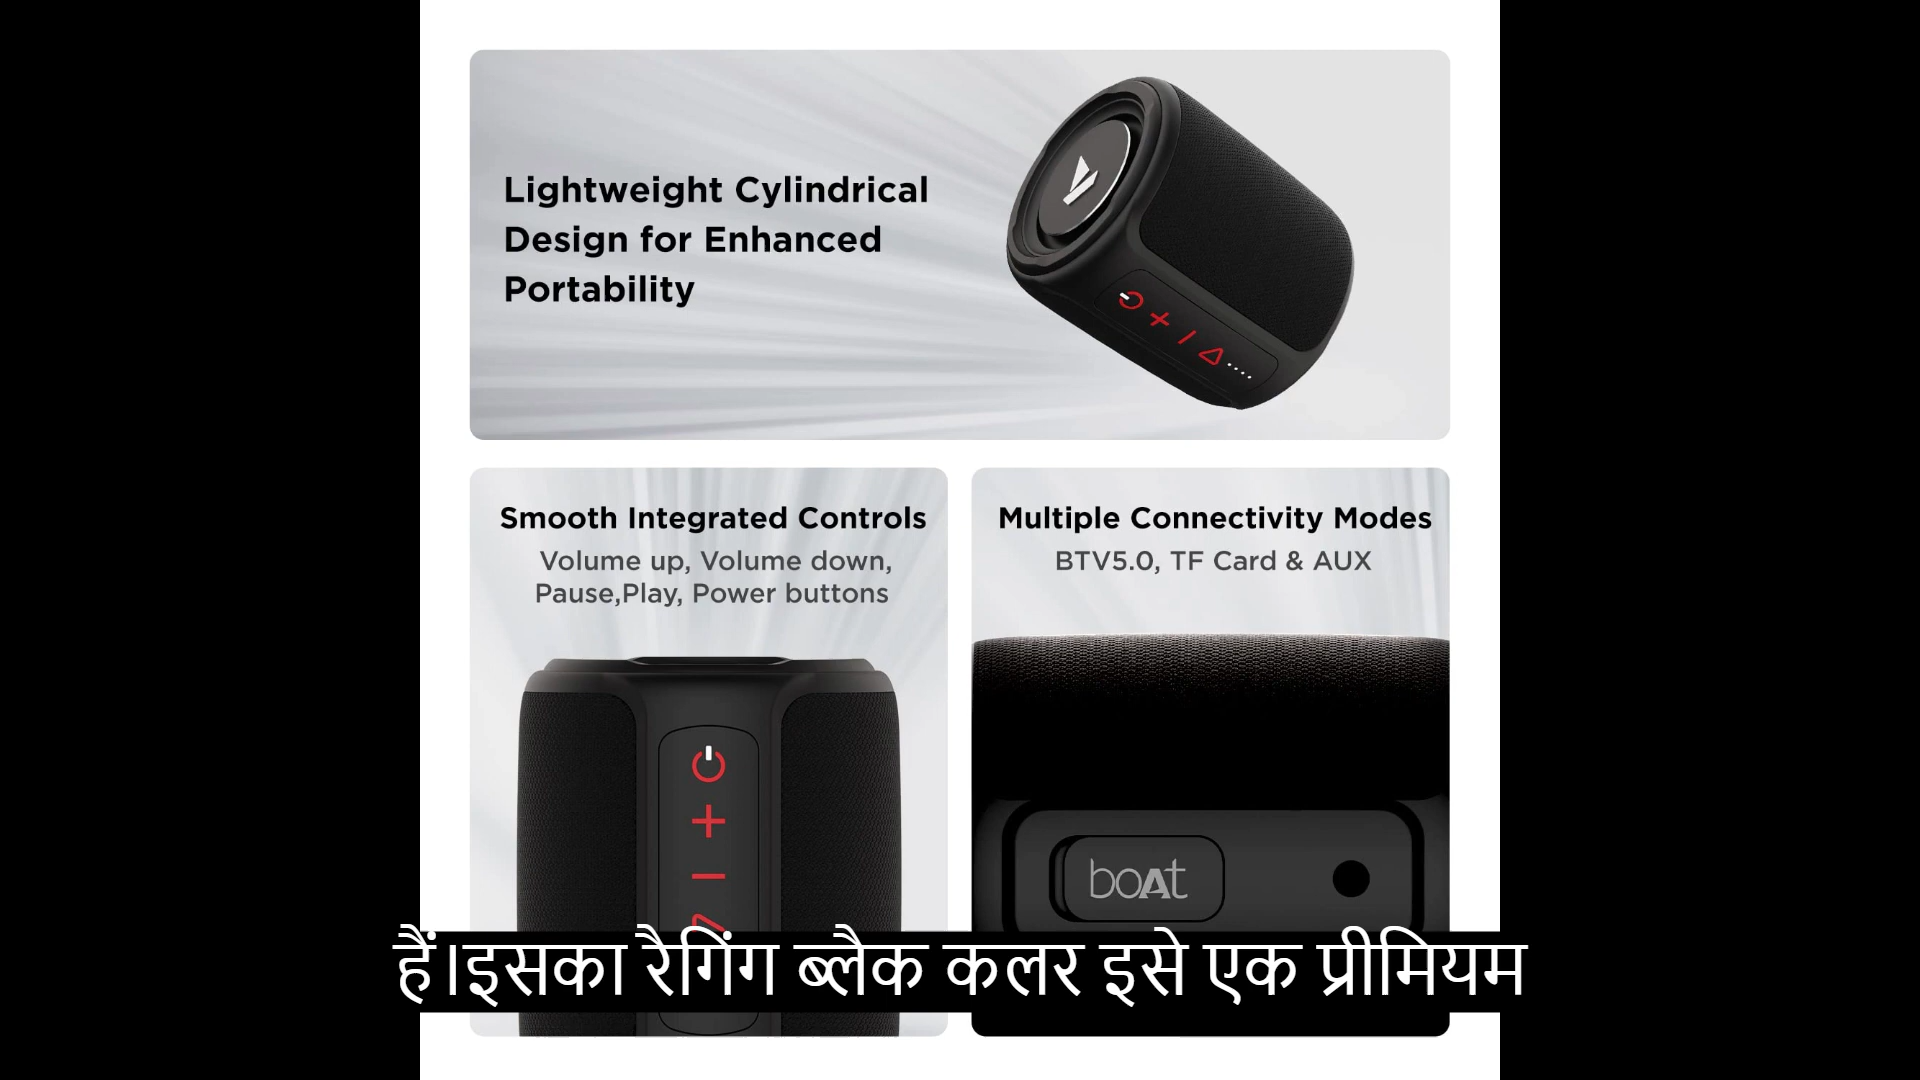 Lightweight Cylindrical
Design for Enhanced
Portability
Smooth Integrated Controls
Volume up, Volume down,
Pause,Play, Power buttons
Multiple Connectivity Modes
BTV5.0, TF Card & AUX
boAt
हैं।इसका रैगिंग ब्लैक कलर इसे एक प्रीमियम